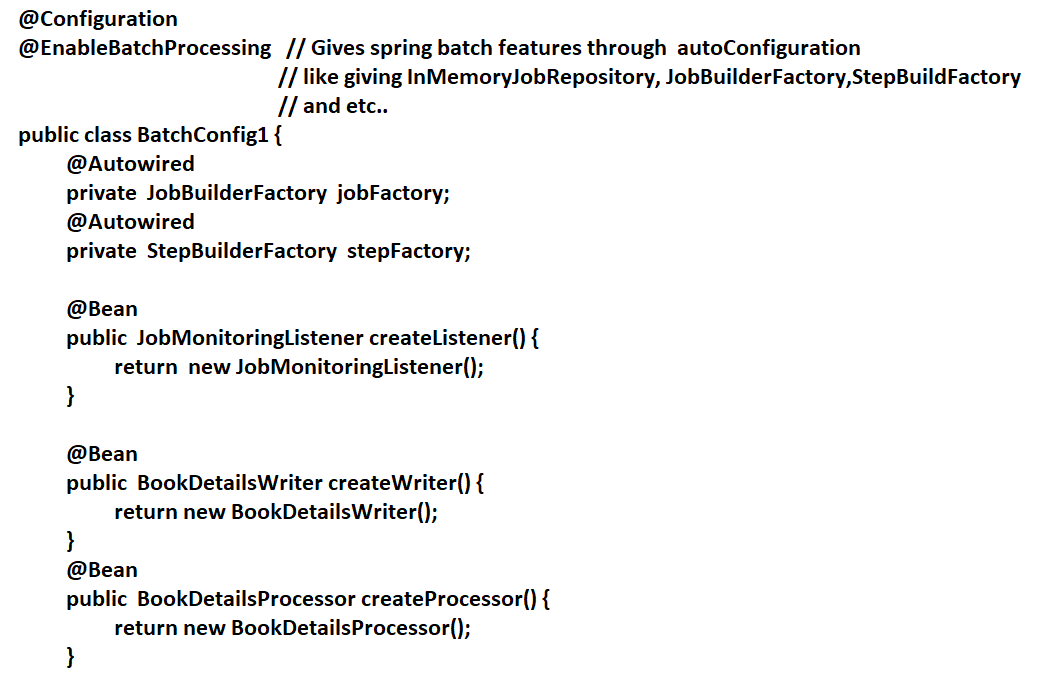 @Configuration
@EnableBatchProcessing // Gives spring batch features through autoConfiguration
// like giving InMemoryJobRepository, JobBuilderFactory,StepBuildFactory
// and etc..
public class BatchConfig1 {
@Autowired
private JobBuilderFactory jobFactory;
@Autowired
private StepBuilderFactory stepFactory;
@Bean
public JobMonitoringListener createListener() {
return new JobMonitoringListener();
}
@Bean
public BookDetailsWriter createWriter() {
return new BookDetailsWriter();
}
@Bean
public BookDetailsProcessor createProcessor() {
return new BookDetailsProcessor();
}